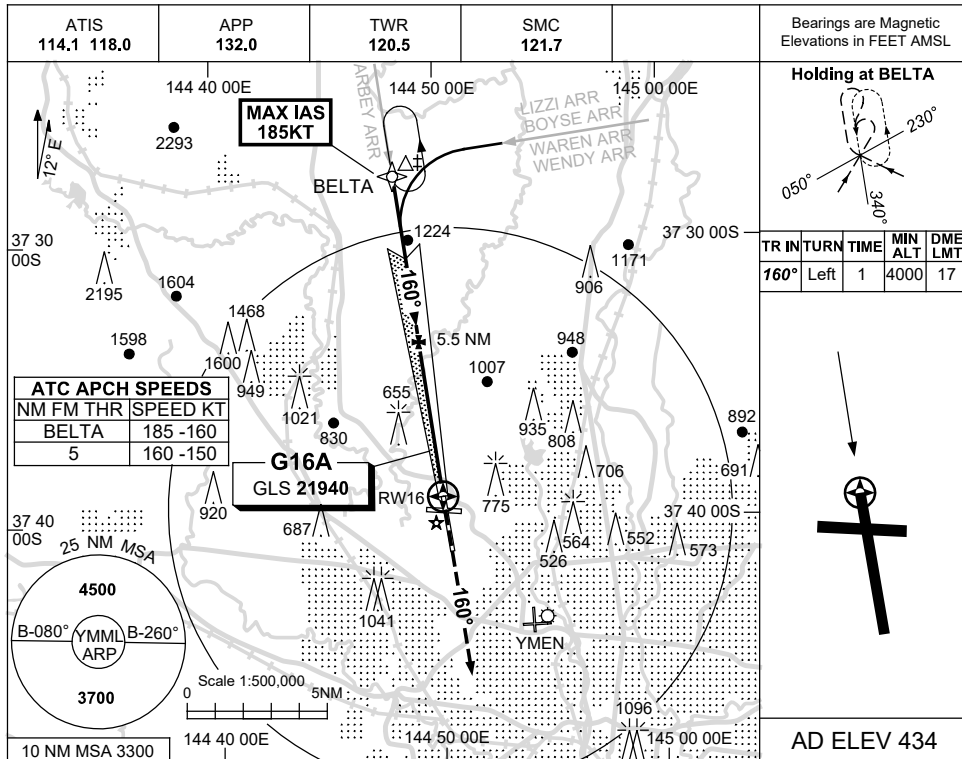 ATIS
114.1 118.0
APP
132.0
TWR
120.5
SMC
121.7
Bearings are Magnetic
Elevations in FEET AMSL
144 40 00E
144 50 00E
145 00 00E
12° E
2293
MAX IAS
185KT
ARBEY ARR
LIZZI ARR
BOYSE ARR
WAREN ARR
WENDY ARR
BELTA
Holding at BELTA
230°
050°
340°
TR IN TURN TIME MIN ALT DME LMT
160° Left 1 4000 17
37 30
00S
37 30 00S
1224
1171
2195
906
1604
160°
1468
1598
1600
949
5.5 NM
948
1007
ATC APCH SPEEDS
NM FM THR SPEED KT
BELTA 185 -160
5 160 -150
1021
655
830
935
808
892
G16A
GLS 21940
706
691
RW16
775
920
687
37 40
00S
37 40 00S
564
552
526
573
25 NM MSA
4500
B-080°
YMML
ARP
B-260°
3700
1041
160°
YMEN
Scale 1:500,000
0 5NM
1096
10 NM MSA 3300
144 40 00E
144 50 00E
145 00 00E
AD ELEV 434